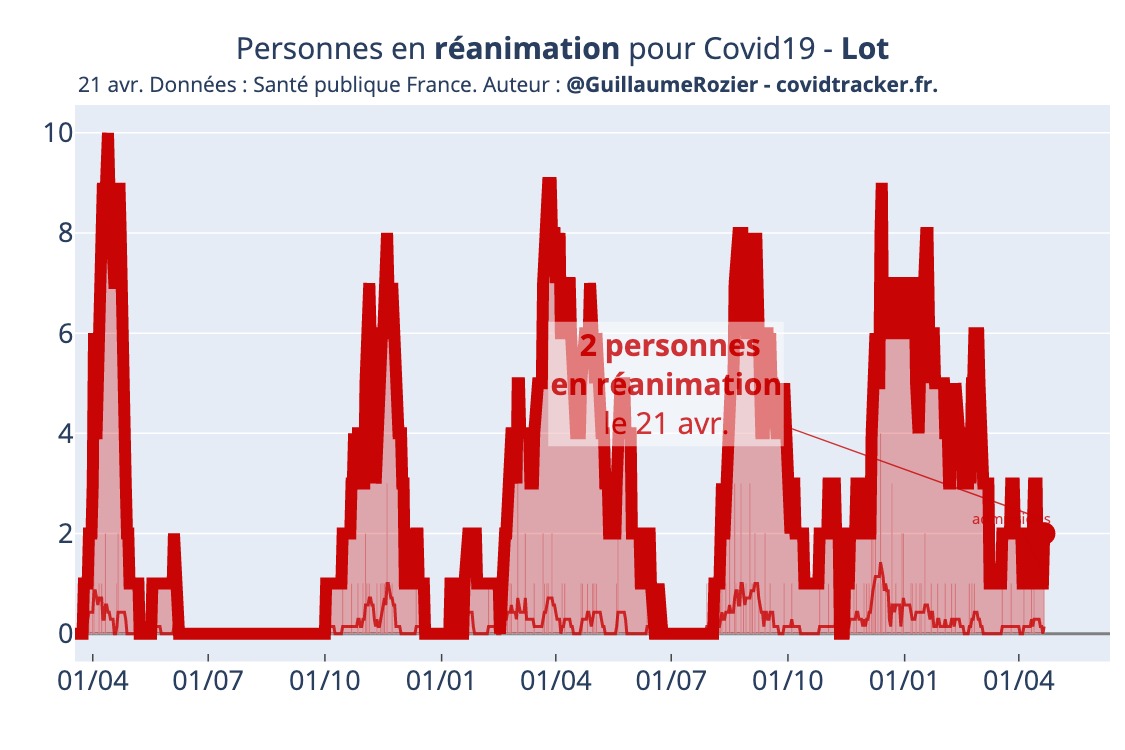 Personnes en réanimation pour Covid19 - Lot
21 avr. Données : Santé publique France. Auteur : @GuillaumeRozier - covidtracker.fr.
10
8
6
4
2
0
2 personnes
en réanimation
le 21 avr.
01/04 01/07 01/10 01/01 01/04 01/07 01/10 01/01 01/04